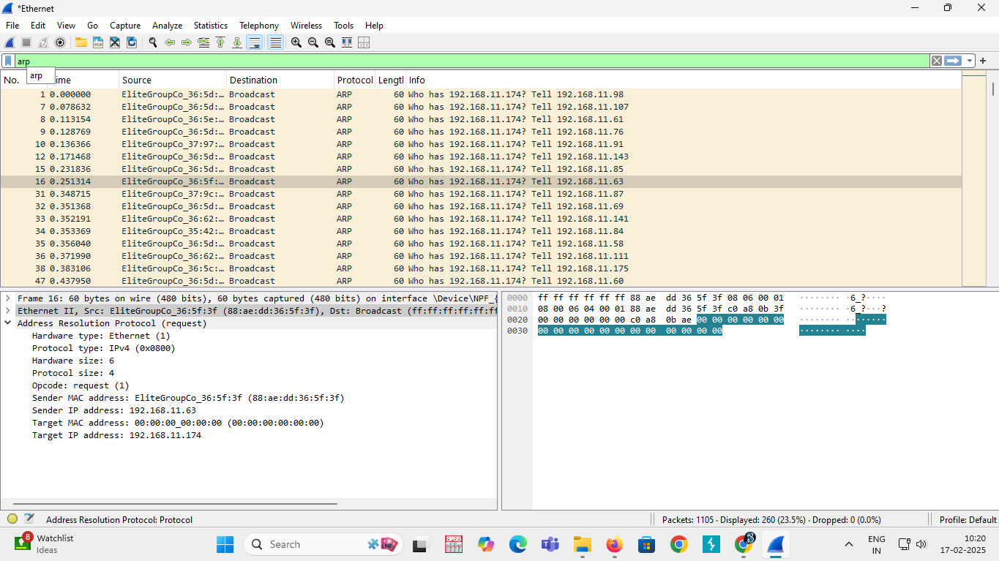 *Ethernet
File Edit View Go Capture Analyze Statistics Telephony Wireless Tools Help
arp
arp
No. ime Source Destination Protocol Lengtl Info
1 0.000000 EliteGroupCo_36:5d:… Broadcast ARP 60 Who has 192.168.11.174? Tell 192.168.11.98
7 0.078632 EliteGroupCo_36:5d:… Broadcast ARP 60 Who has 192.168.11.174? Tell 192.168.11.107
8 0.113154 EliteGroupCo_36:5e:… Broadcast ARP 60 Who has 192.168.11.174? Tell 192.168.11.61
9 0.128769 EliteGroupCo_36:5d:… Broadcast ARP 60 Who has 192.168.11.174? Tell 192.168.11.76
10 0.136366 EliteGroupCo_37:97:… Broadcast ARP 60 Who has 192.168.11.174? Tell 192.168.11.91
12 0.171468 EliteGroupCo_36:5d:… Broadcast ARP 60 Who has 192.168.11.174? Tell 192.168.11.143
15 0.231836 EliteGroupCo_36:5d:… Broadcast ARP 60 Who has 192.168.11.174? Tell 192.168.11.85
16 0.251314 EliteGroupCo_36:5f:… Broadcast ARP 60 Who has 192.168.11.174? Tell 192.168.11.63
31 0.348715 EliteGroupCo_37:9c:… Broadcast ARP 60 Who has 192.168.11.174? Tell 192.168.11.87
32 0.351368 EliteGroupCo_36:5d:… Broadcast ARP 60 Who has 192.168.11.174? Tell 192.168.11.69
33 0.352191 EliteGroupCo_36:62:… Broadcast ARP 60 Who has 192.168.11.174? Tell 192.168.11.141
34 0.353369 EliteGroupCo_35:42:… Broadcast ARP 60 Who has 192.168.11.174? Tell 192.168.11.84
35 0.356040 EliteGroupCo_36:5d:… Broadcast ARP 60 Who has 192.168.11.174? Tell 192.168.11.58
36 0.371990 EliteGroupCo_36:62:… Broadcast ARP 60 Who has 192.168.11.174? Tell 192.168.11.111
38 0.383106 EliteGroupCo_36:5c:… Broadcast ARP 60 Who has 192.168.11.174? Tell 192.168.11.175
47 0.437950 EliteGroupCo_36:5d:… Broadcast ARP 60 Who has 192.168.11.174? Tell 192.168.11.60
Frame 16: 60 bytes on wire (480 bits), 60 bytes captured (480 bits) on interface \Device\NPF_{
Ethernet II, Src: EliteGroupCo_36:5f:3f (88:ae:dd:36:5f:3f), Dst: Broadcast (ff:ff:ff:ff:ff:ff
Address Resolution Protocol (request)
Hardware type: Ethernet (1)
Protocol type: IPv4 (0x0800)
Hardware size: 6
Protocol size: 4
Opcode: request (1)
Sender MAC address: EliteGroupCo_36:5f:3f (88:ae:dd:36:5f:3f)
Sender IP address: 192.168.11.63
Target MAC address: 00:00:00_00:00:00 (00:00:00:00:00:00)
Target IP address: 192.168.11.174
0000 ff ff ff ff ff ff 88 ae dd 36 5f 3f 08 06 00 01 ········ ·6_?····
0010 08 00 06 04 00 01 88 ae dd 36 5f 3f c0 a8 0b 3f ········ ·6_?···?
0020 00 00 00 00 00 00 c0 a8 0b ae 00 00 00 00 00 00 ········ ········
0030 00 00 00 00 00 00 00 00 00 00 00 00 ········ ····
Address Resolution Protocol: Protocol
Packets: 1105 · Displayed: 260 (23.5%) · Dropped: 0 (0.0%)
Profile: Default
8
Watchlist
Ideas
Search
SPSS
ENG
IN
10:20
17-02-2025